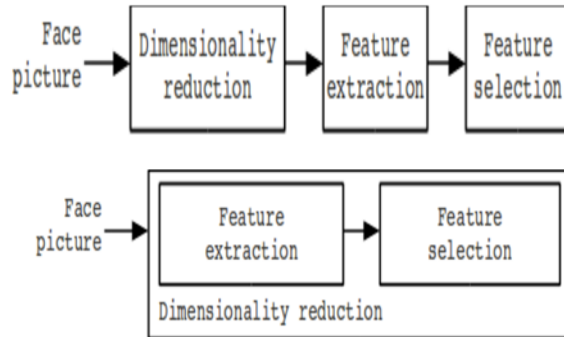 Face
picture
Dimensionality
reduction
Feature
extraction
Feature
selection
Face
picture
Feature
extraction
Feature
selection
Dimensionality reduction